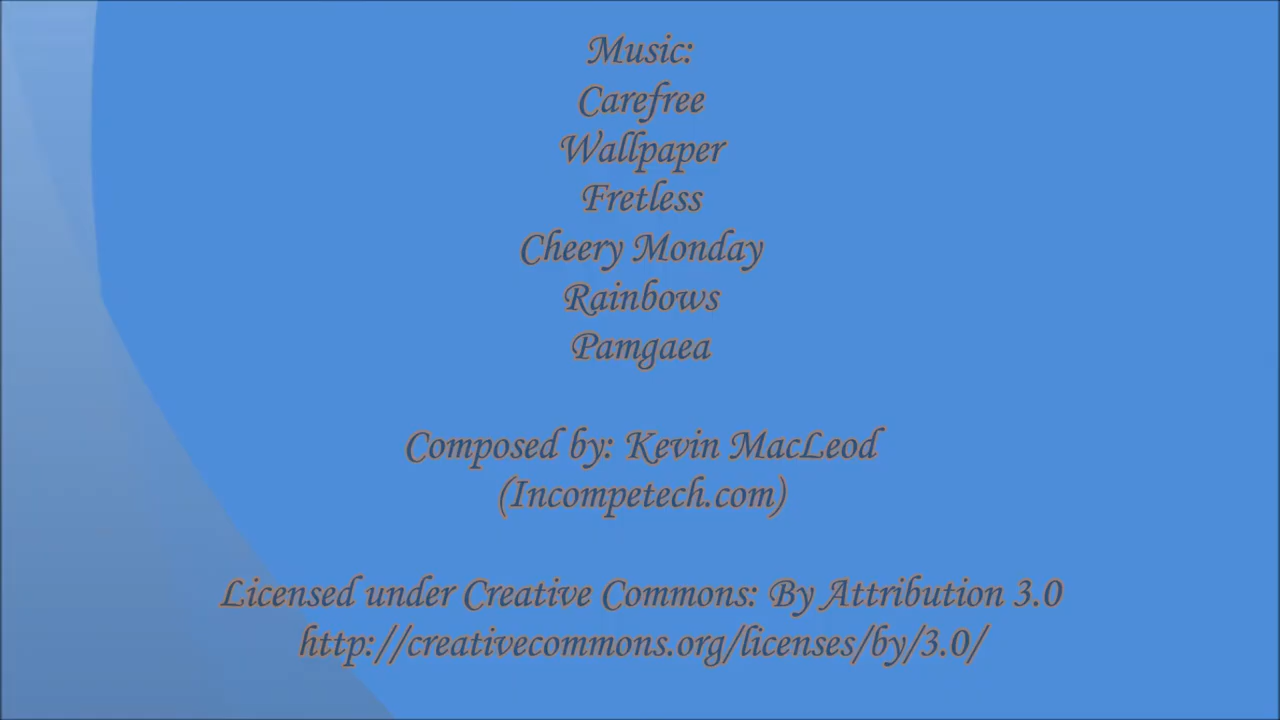 Music:
Carefree
Wallpaper
Fretless
Cheery Monday
Rainbows
Pamgaea
Composed by: Kevin MacLeod
(Incompetech.com)
Licensed under Creative Commons: By Attribution 3.0
http://creativecommons.org/licenses/by/3.0/